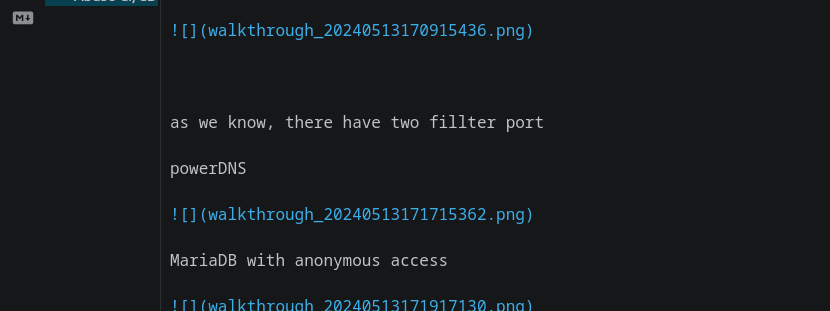 ![](walkthrough_20240513170915436.png)
as we know, there have two fillter port
powerDNS
![](walkthrough_20240513171715362.png)
MariaDB with anonymous access
![](walkthrough_20240513171917130.png)